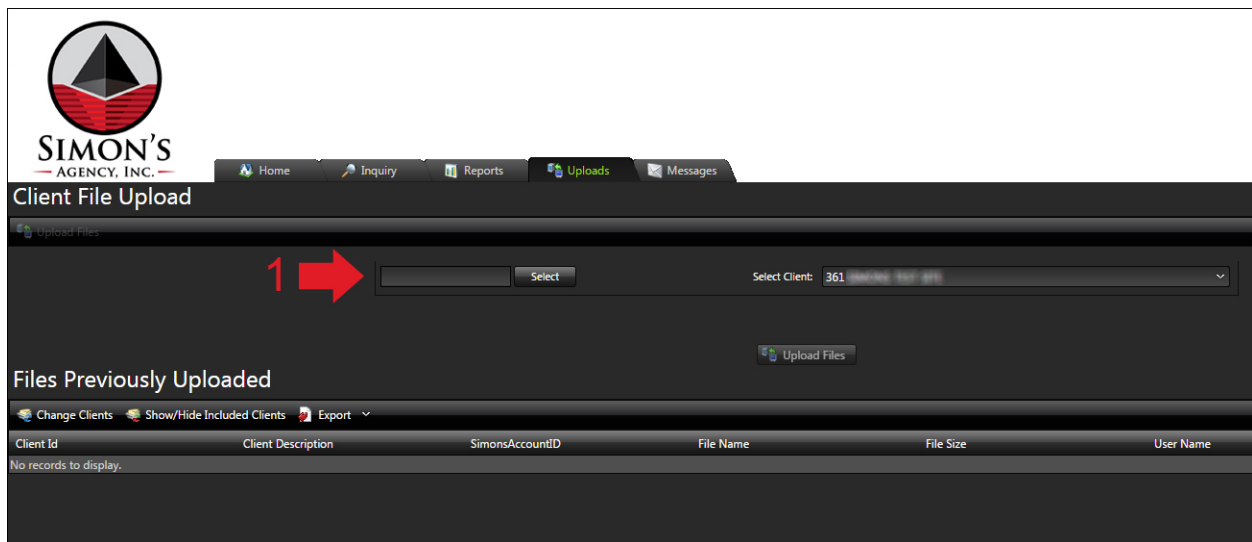 SIMON'S
AGENCY, INC.
Home Inquiry Reports Uploads Messages
Client File Upload
Upload Files
1 Select Select Client: 361
Upload Files
Files Previously Uploaded
Change Clients Show/Hide Included Clients Export
Client Id Client Description SimonsAccountID File Name File Size User Name
No records to display.